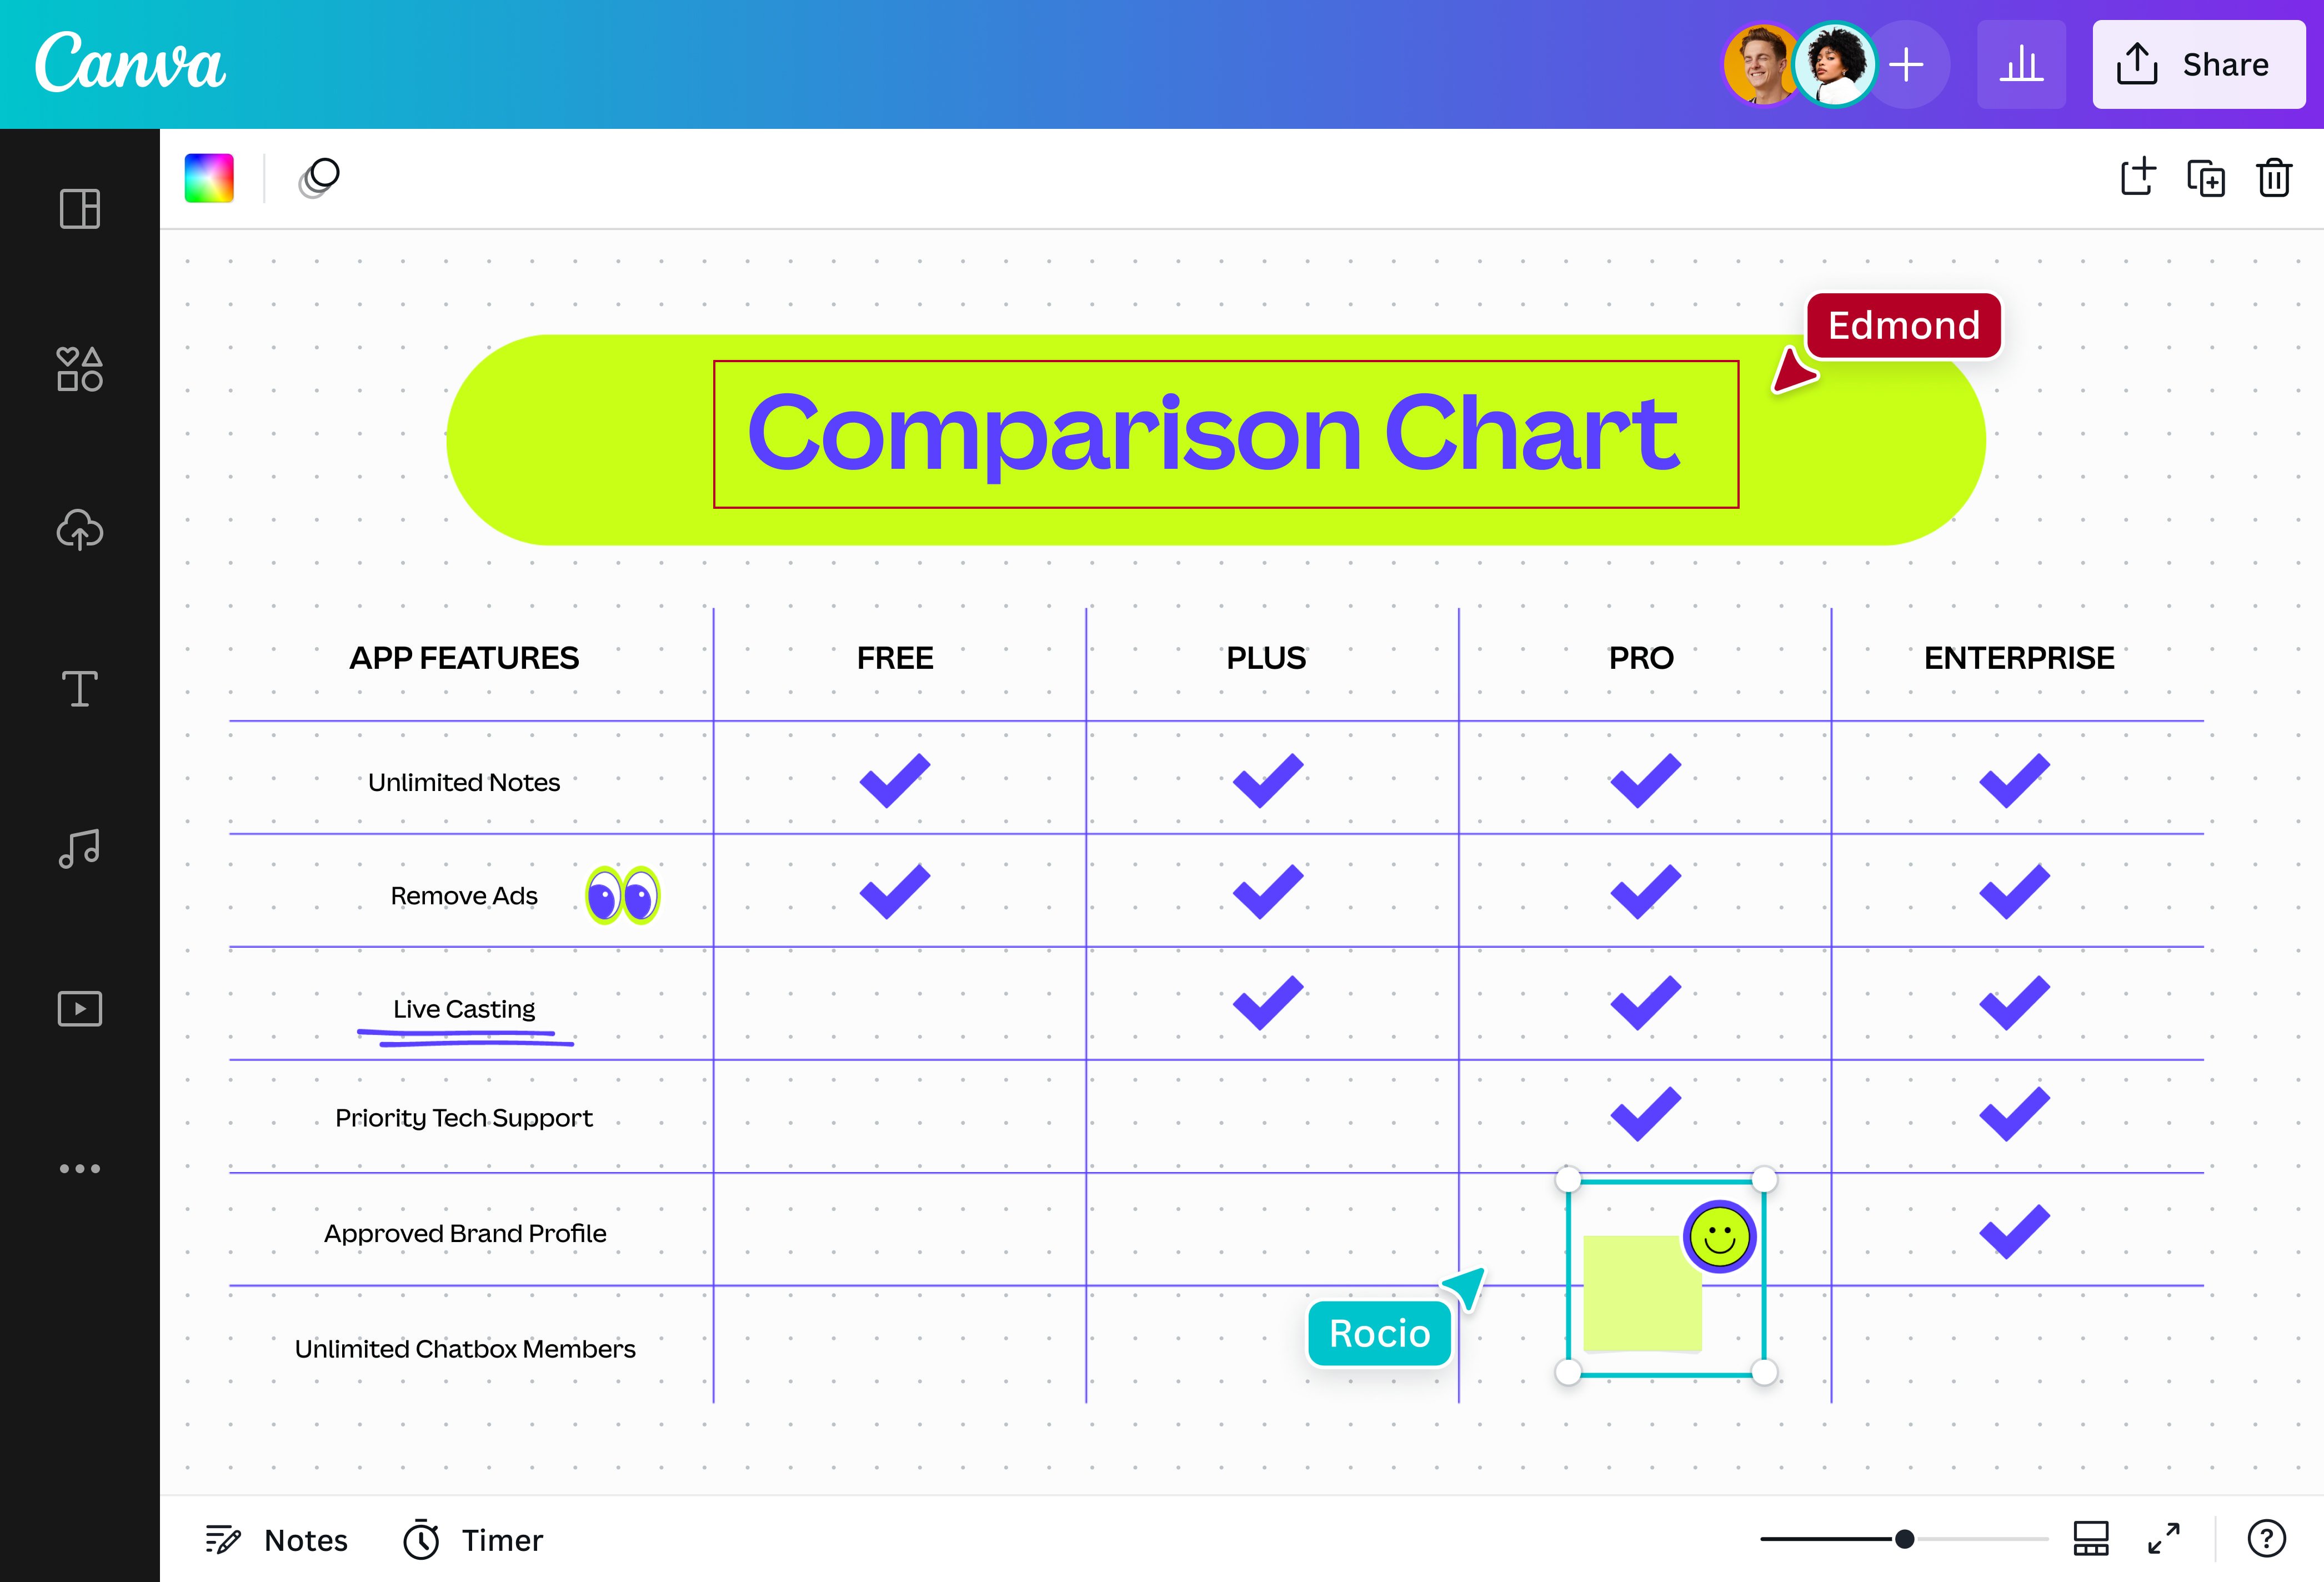 Canva
Share
Edmond
Comparison Chart
APP FEATURES FREE PLUS PRO ENTERPRISE
Unlimited Notes
Remove Ads
Live Casting
Priority Tech Support
Approved Brand Profile
Rocio
Unlimited Chatbox Members
Notes Timer ?